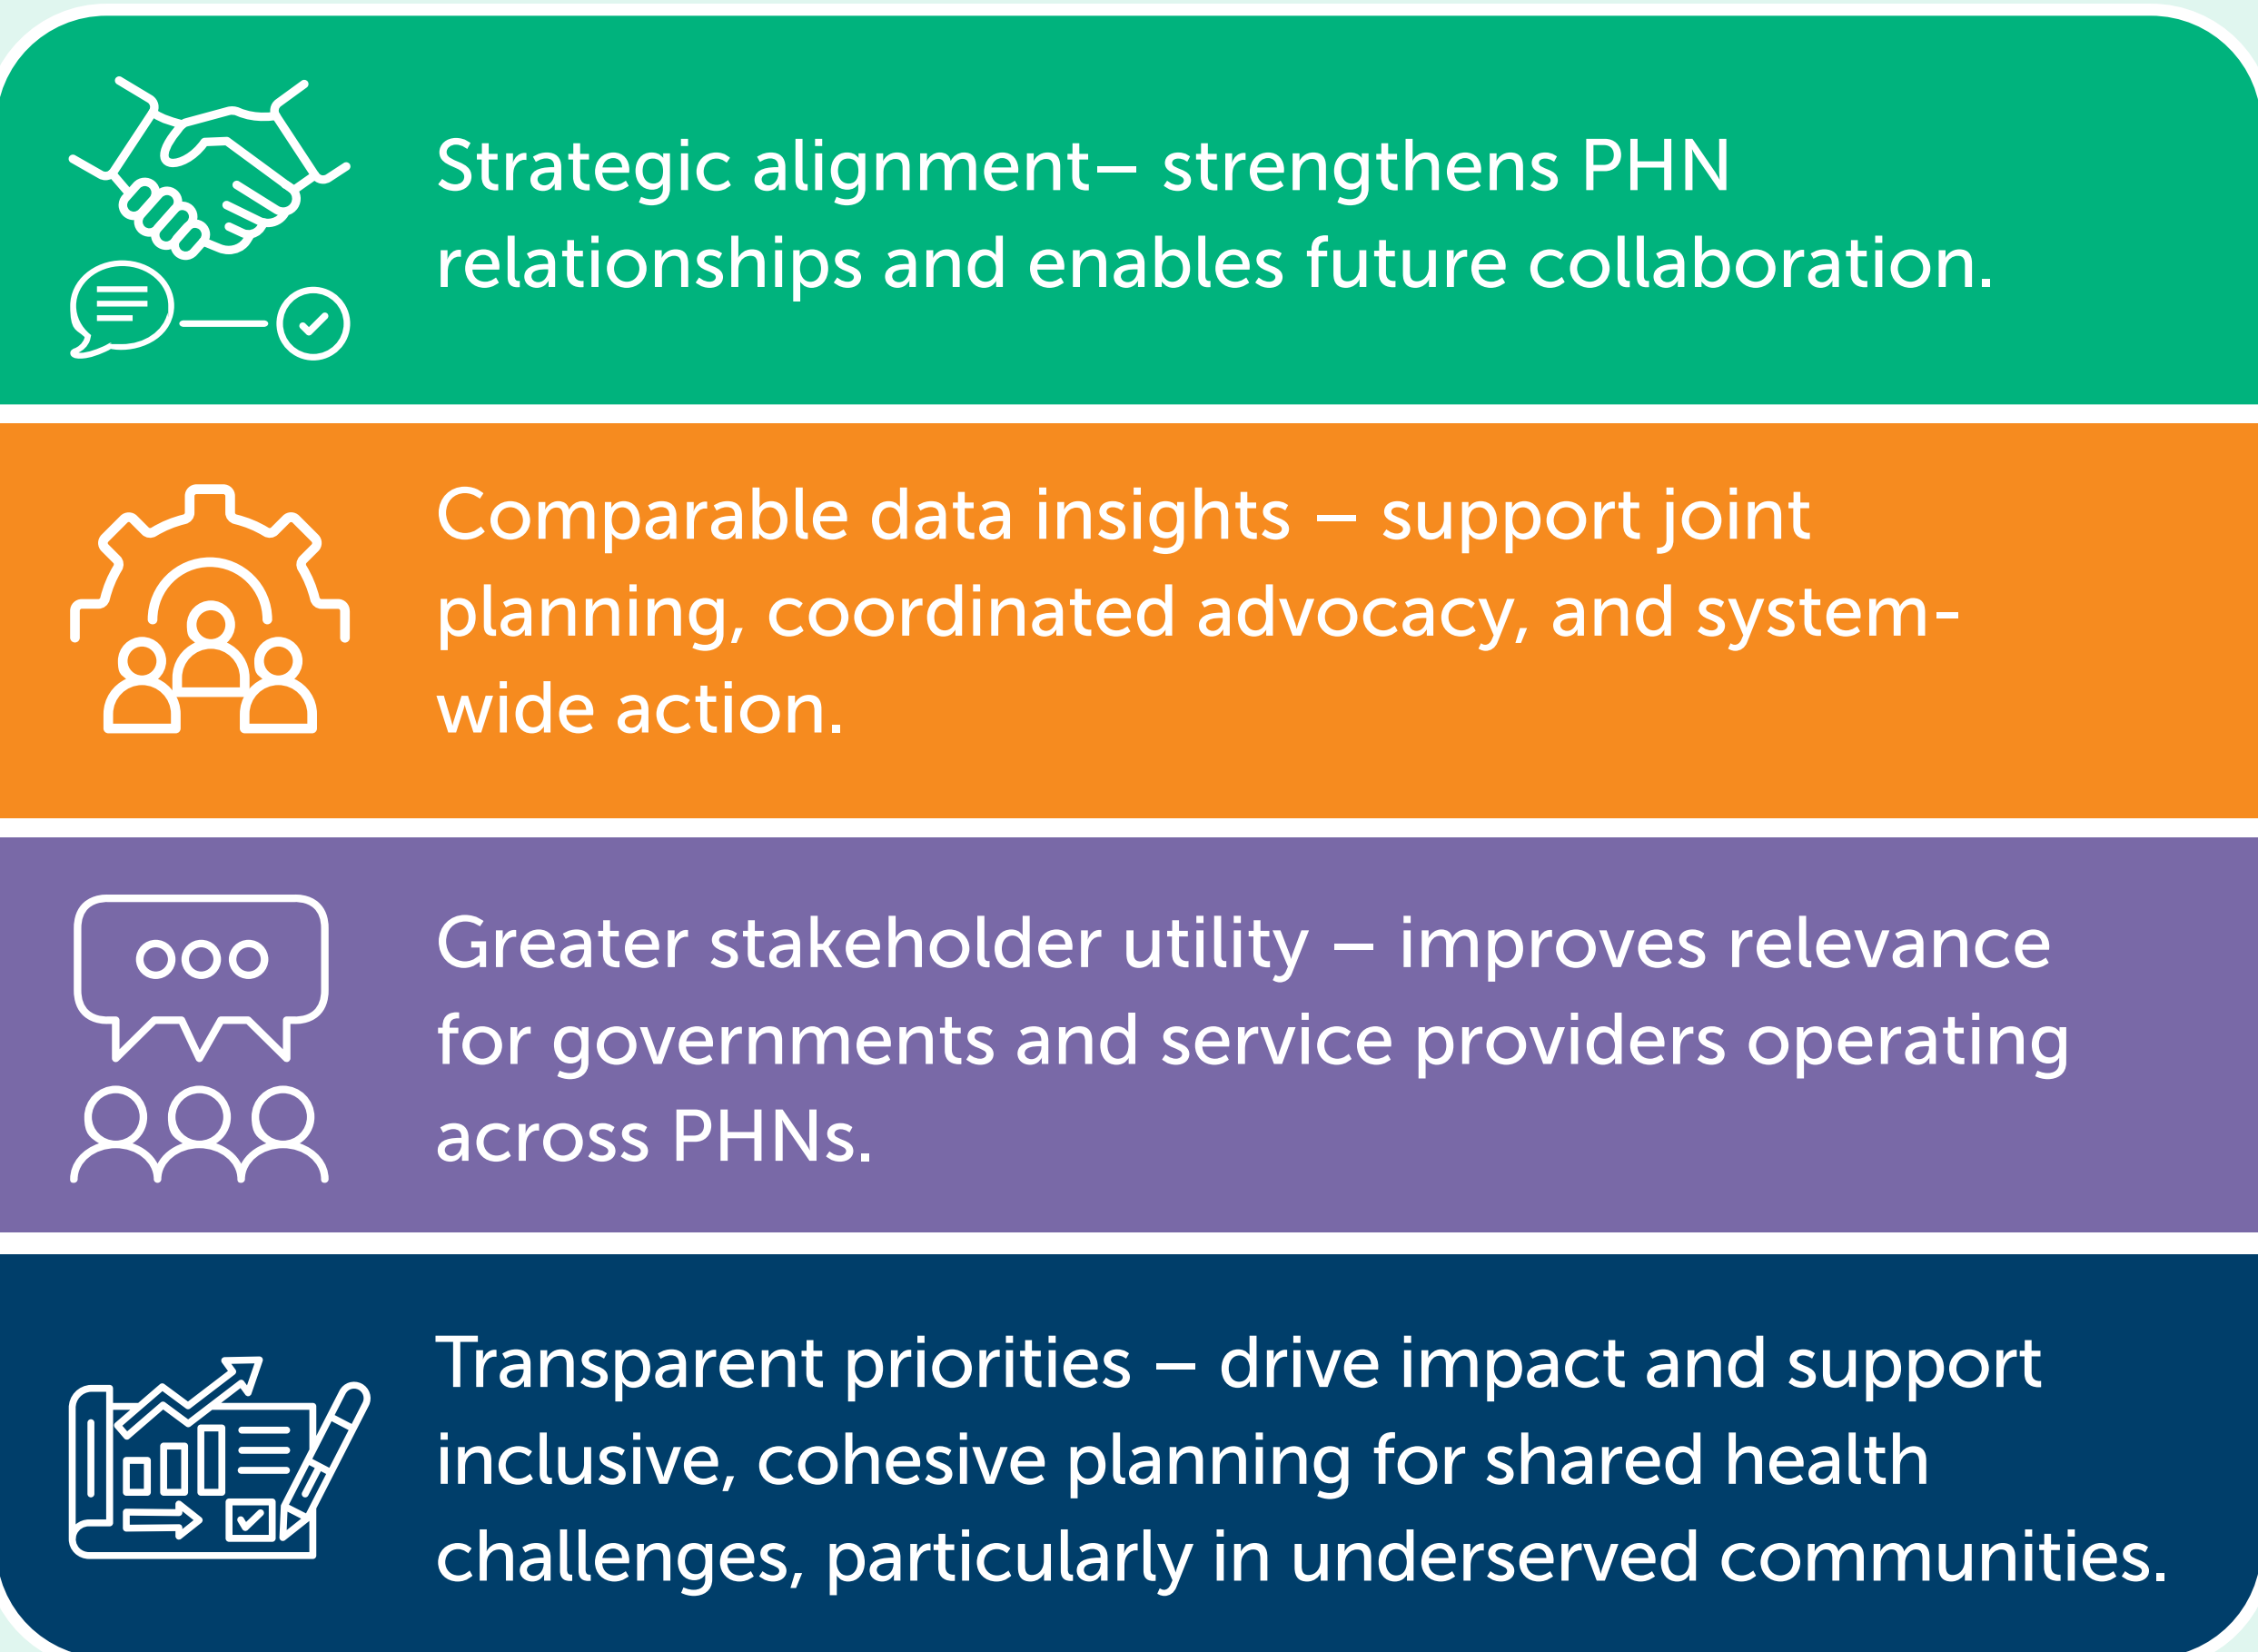 Strategic alignment— strengthens PHN
relationships and enables future collaboration.
Comparable data insights – support joint
planning, coordinated advocacy, and system-
wide action.
Greater stakeholder utility – improves relevance
for governments and service providers operating
across PHNs.
Transparent priorities – drive impact and support
inclusive, cohesive planning for shared health
challenges, particularly in underserved communities.